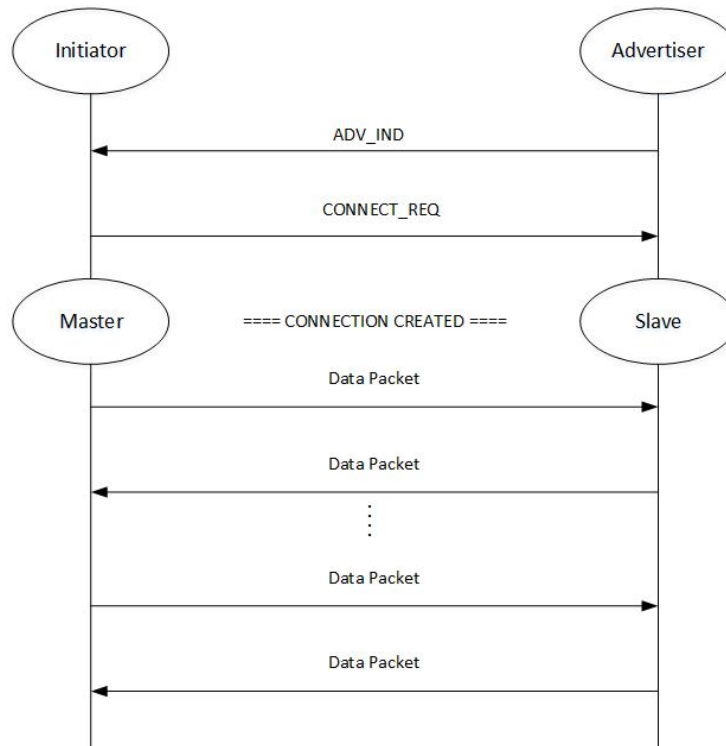 Initiator
Advertiser
ADV_IND
CONNECT_REQ
Master
==== CONNECTION CREATED ====
Slave
Data Packet
Data Packet
Data Packet
Data Packet